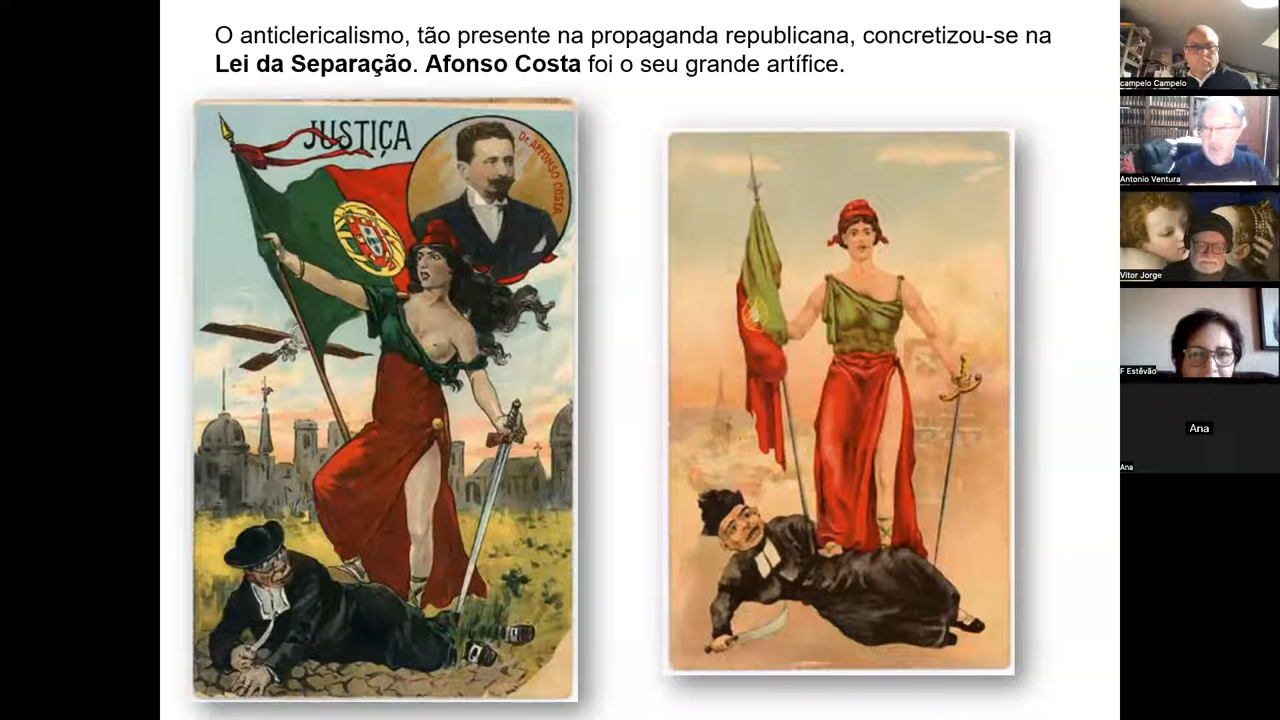 O anticlericalismo, tão presente na propaganda republicana, concretizou-se na
Lei da Separação. Afonso Costa foi o seu grande artífice.
JUSTIÇA
Dr. AFFONSO COSTA
campelo Campelo
Antonio Ventura
Vitor Jorge
F Estêvão
Ana
Ana